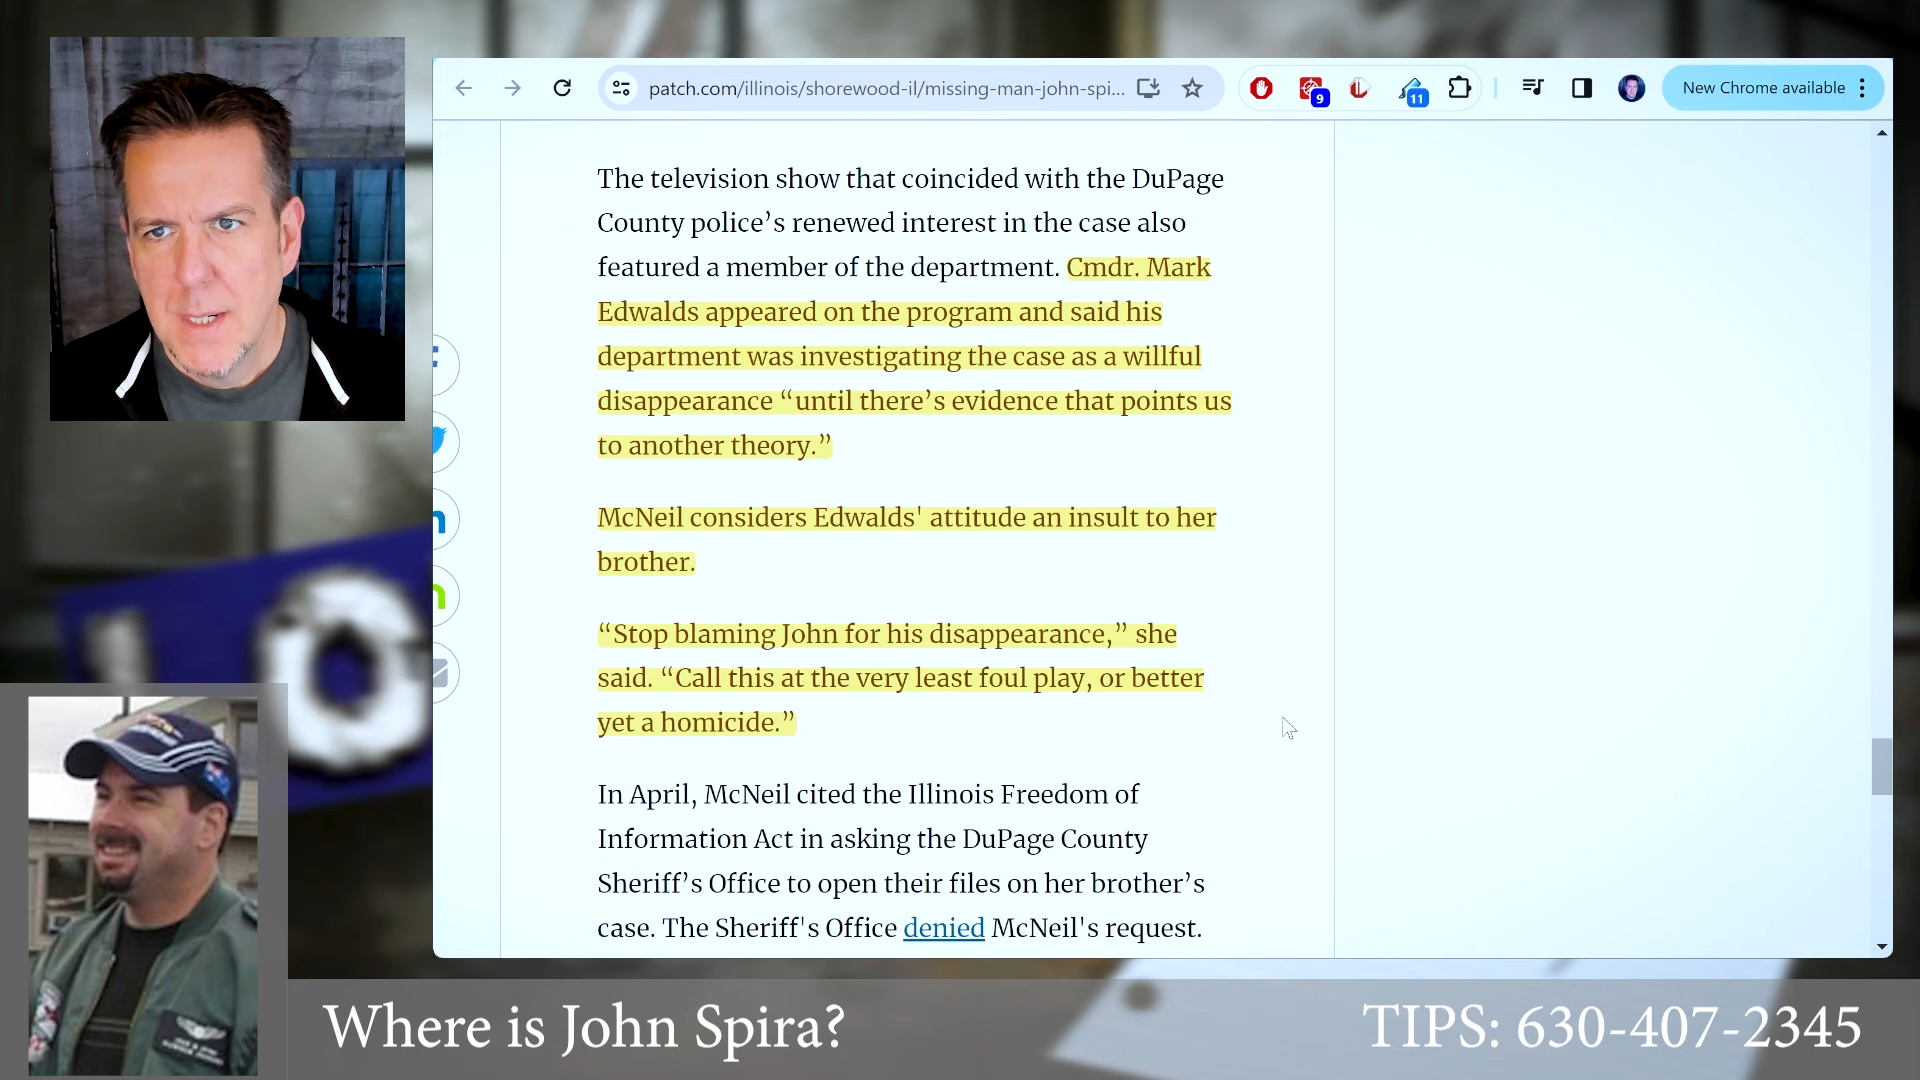 patch.com/illinois/shorewood-il/missing-man-john-spi...
9
11
New Chrome available
The television show that coincided with the DuPage
County police’s renewed interest in the case also
featured a member of the department. Cmdr. Mark
Edwalds appeared on the program and said his
department was investigating the case as a willful
disappearance “until there’s evidence that points us
to another theory.”
McNeil considers Edwalds' attitude an insult to her
brother.
“Stop blaming John for his disappearance,” she
said. “Call this at the very least foul play, or better
yet a homicide.”
In April, McNeil cited the Illinois Freedom of
Information Act in asking the DuPage County
Sheriff’s Office to open their files on her brother’s
case. The Sheriff's Office denied McNeil's request.
Where is John Spira?
TIPS: 630-407-2345